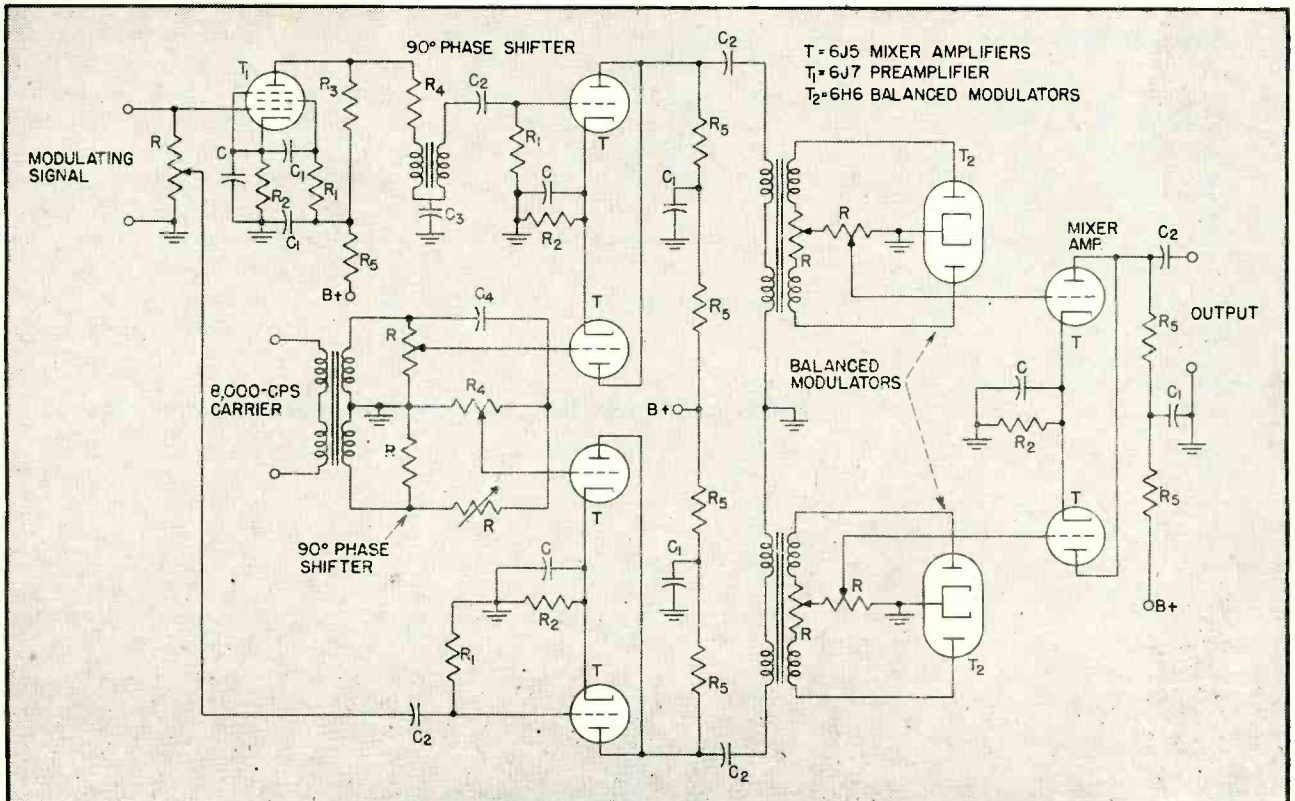 90° PHASE SHIFTER
T = 6J5 MIXER AMPLIFIERS
T1 = 6J7 PREAMPLIFIER
T2 = 6H6 BALANCED MODULATORS
C2
T1
R3
R4
C2
R5
T
R1
R
MODULATING
SIGNAL
C
C1
R1
R2
C1
C3
C
R2
C1
T2
R
R
MIXER
AMP.
C2
R5
B+
C4
R5
T
OUTPUT
R
T
BALANCED
MODULATORS
8,000-CPS
CARRIER
R4
B+
C
R2
C1
R
T
R5
T
R5
R
90° PHASE
SHIFTER
C
R2
C1
R
R
B+
R1
T
R5
T2
C2
T
C2